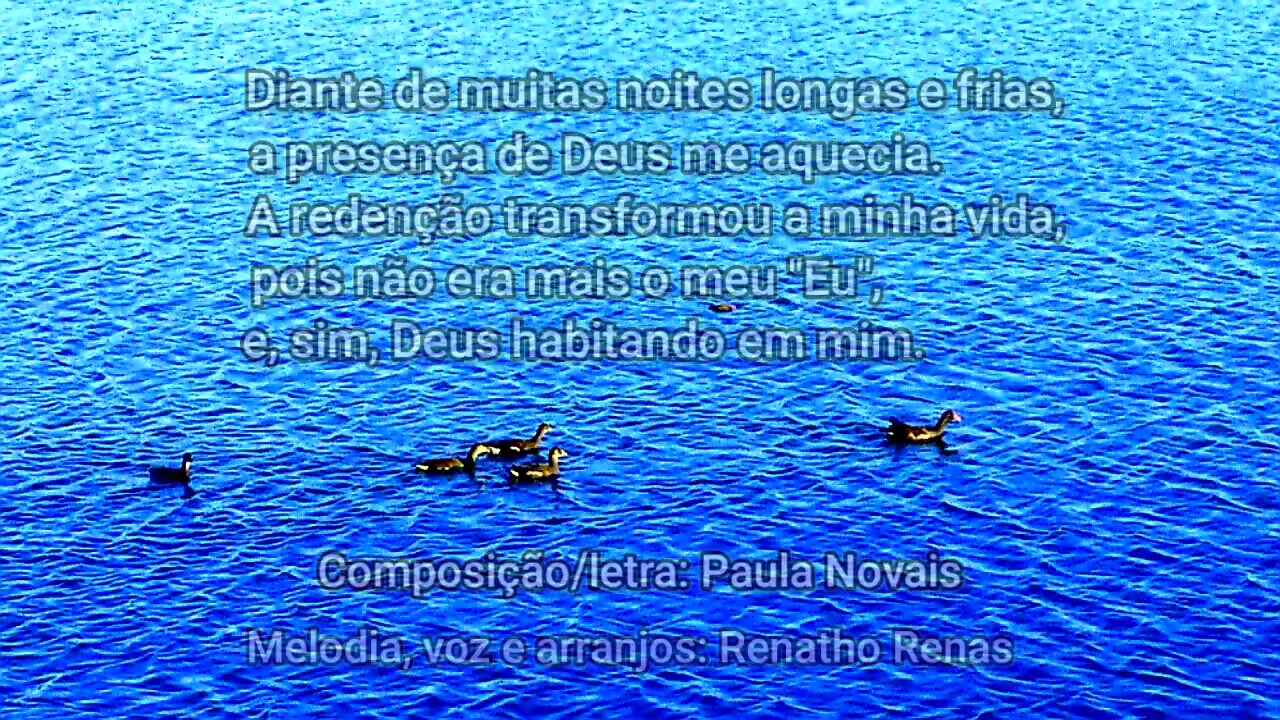 Diante de muitas noites longas e frias,
a presença de Deus me aquecia.
A redenção transformou a minha vida,
pois não era mais o meu "Eu",
e, sim, Deus habitando em mim.
Composição/letra: Paula Novais
Melodia, voz e arranjos: Renatho Renas